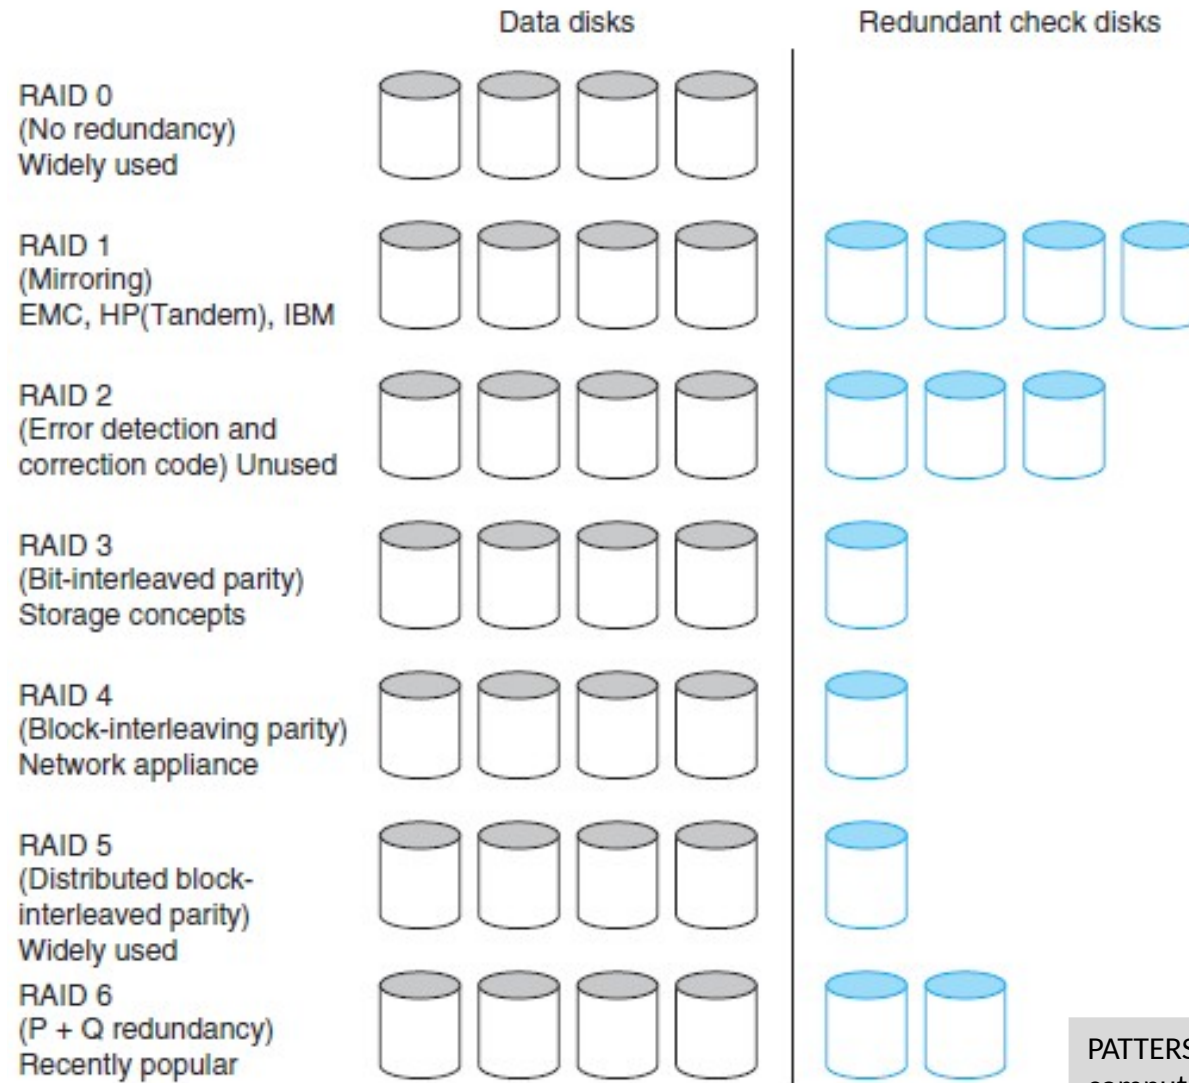 Data disks
Redundant check disks
RAID 0
(No redundancy)
Widely used
RAID 1
(Mirroring)
EMC, HP(Tandem), IBM
RAID 2
(Error detection and
correction code) Unused
RAID 3
(Bit-interleaved parity)
Storage concepts
RAID 4
(Block-interleaving parity)
Network appliance
RAID 5
(Distributed block-
interleaved parity)
Widely used
RAID 6
(P + Q redundancy)
Recently popular